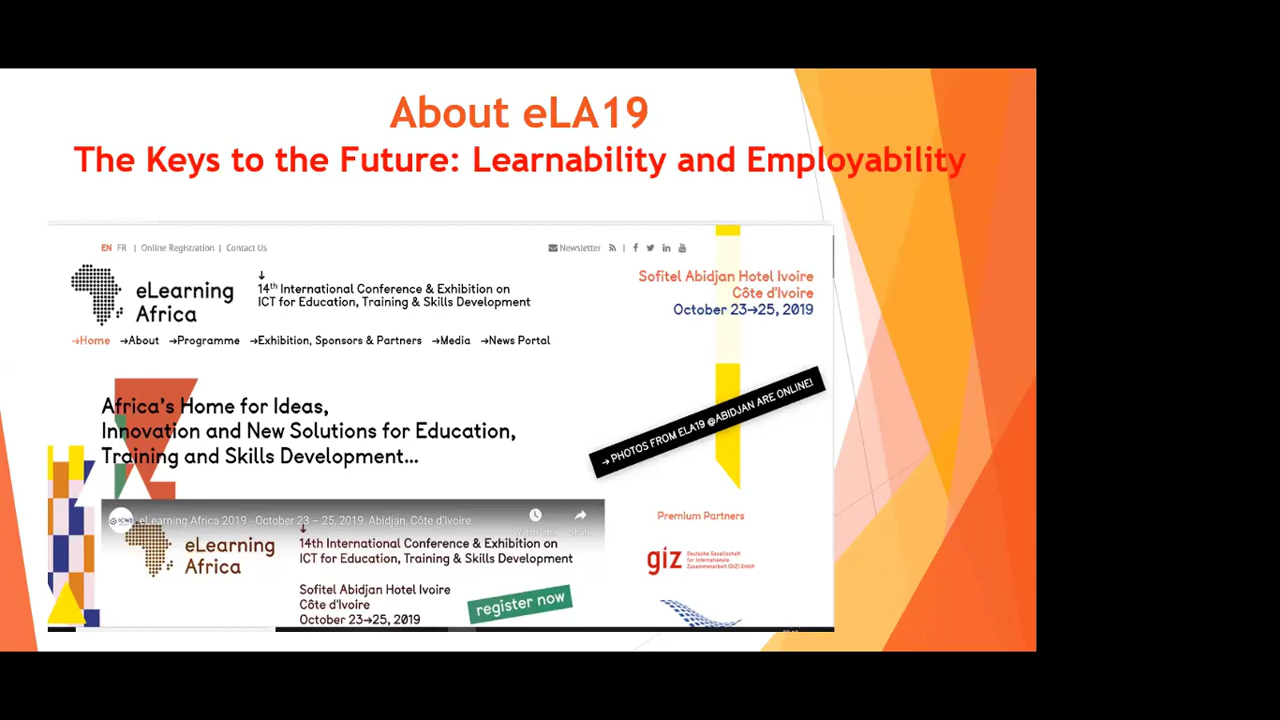 About eLA19
The Keys to the Future: Learnability and Employability
EN FR | Online Registration | Contact Us
Newsletter
eLearning
Africa
14th International Conference & Exhibition on
ICT for Education, Training & Skills Development
Sofitel Abidjan Hotel Ivoire
Côte d'Ivoire
October 23→25, 2019
→Home →About →Programme →Exhibition, Sponsors & Partners →Media →News Portal
Africa's Home for Ideas,
Innovation and New Solutions for Education,
Training and Skills Development...
→ PHOTOS FROM ELA19 @ABIDJAN ARE ONLINE!
eLearning Africa 2019 - October 23 – 25, 2019, Abidjan, Côte d'Ivoire
eLearning
Africa
14th International Conference & Exhibition on
ICT for Education, Training & Skills Development
Sofitel Abidjan Hotel Ivoire
Côte d'Ivoire
October 23→25, 2019
register now
Premium Partners
giz
Deutsche Gesellschaft
für Internationale
Zusammenarbeit (GIZ) GmbH